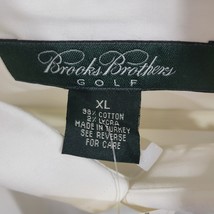 Brooks Brothers
GOLF
XL
98% COTTON
2% LYCRA
MADE IN TURKEY
SEE REVERSE
FOR CARE